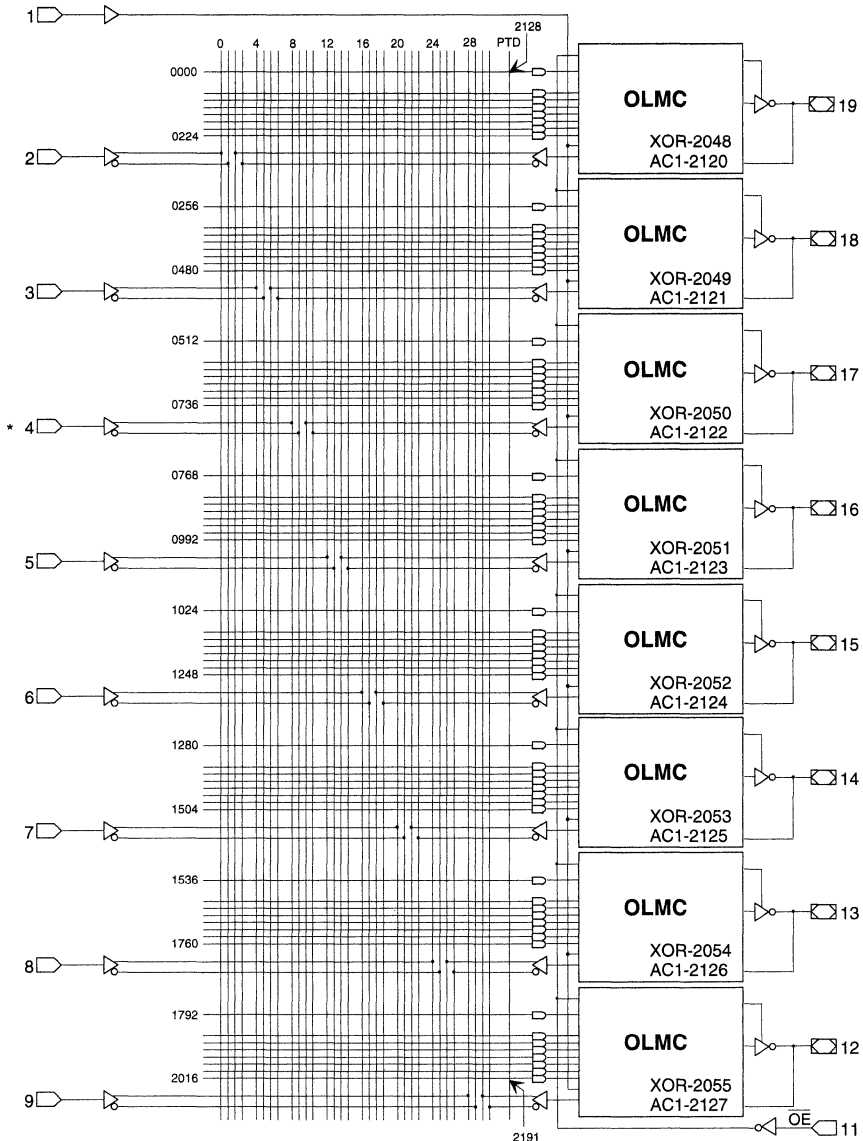 1
2128
0 4 8 12 16 20 24 28 PTD
0000
OLMC
19
0224
XOR-2048
2
AC1-2120
0256
OLMC
18
0480
XOR-2049
3
AC1-2121
0512
OLMC
17
0736
XOR-2050
* 4
AC1-2122
0768
OLMC
16
0992
XOR-2051
5
AC1-2123
1024
OLMC
15
1248
XOR-2052
6
AC1-2124
1280
OLMC
14
1504
XOR-2053
7
AC1-2125
1536
OLMC
13
1760
XOR-2054
8
AC1-2126
1792
OLMC
12
2016
XOR-2055
9
AC1-2127
OE
11
2191